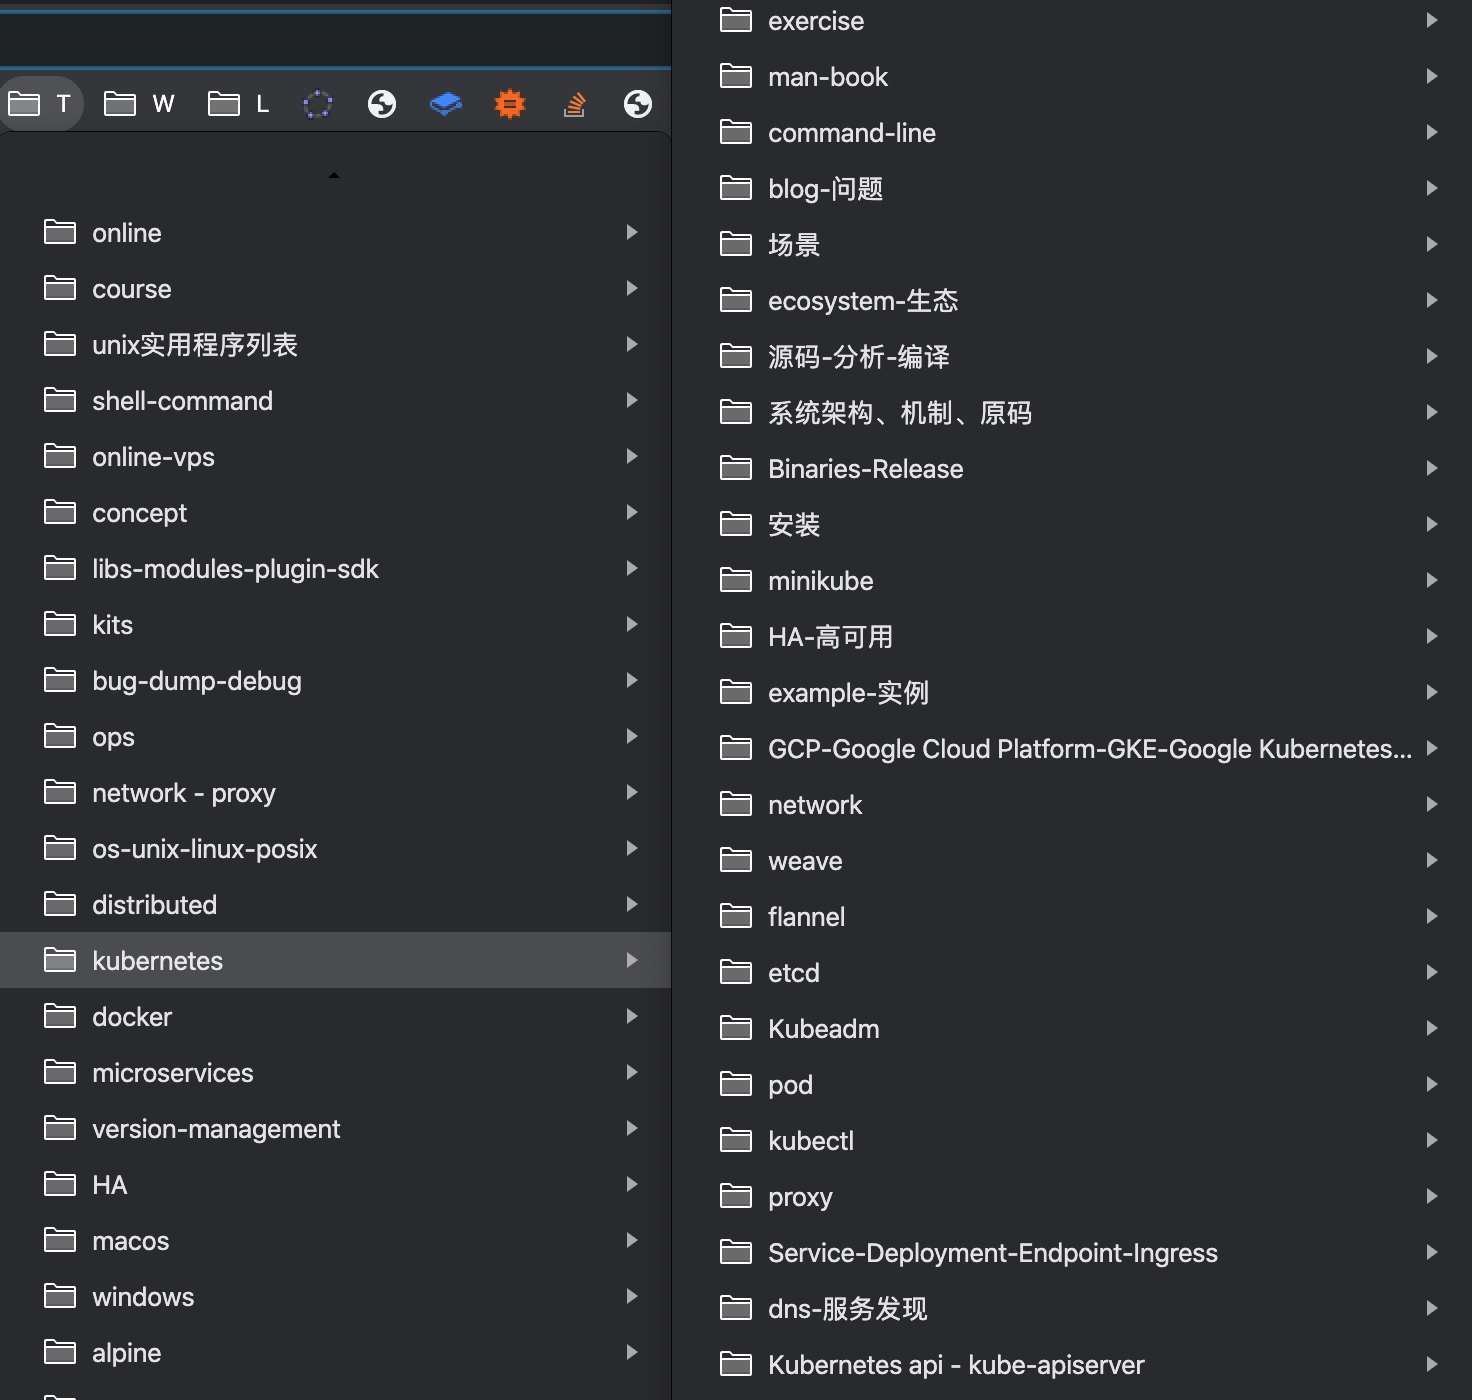 T W L
online
course
unix实用程序列表
shell-command
online-vps
concept
libs-modules-plugin-sdk
kits
bug-dump-debug
ops
network - proxy
os-unix-linux-posix
distributed
kubernetes
docker
microservices
version-management
HA
macos
windows
alpine
exercise
man-book
command-line
blog-问题
场景
ecosystem-生态
源码-分析-编译
系统架构、机制、原码
Binaries-Release
安装
minikube
HA-高可用
example-实例
GCP-Google Cloud Platform-GKE-Google Kubernetes...
network
weave
flannel
etcd
Kubeadm
pod
kubectl
proxy
Service-Deployment-Endpoint-Ingress
dns-服务发现
Kubernetes api - kube-apiserver